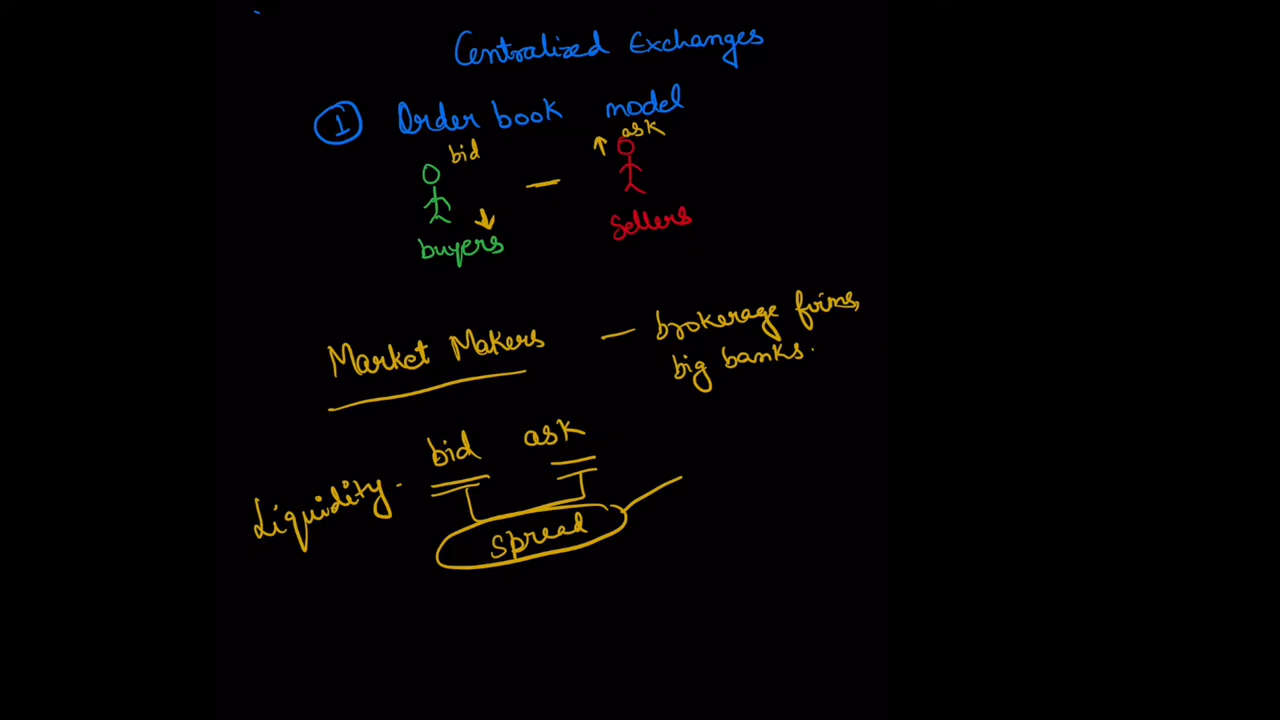 Centralized Exchanges
1 Order book model
bid ask
buyers sellers
Market Makers - brokerage firms,
big banks.
bid ask
Liquidity.
spread